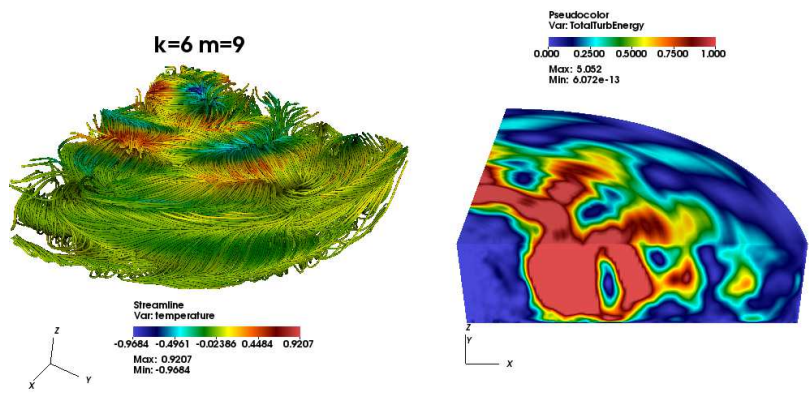 k=6 m=9
Streamline
Var: temperature
-0.9684 -0.4961 -0.02386 0.4484 0.9207
Max: 0.9207
Min: -0.9684
Z
X
Y
Pseudocolor
Var: TotalTurbEnergy
0.000 0.2500 0.5000 0.7500 1.000
Max: 5.052
Min: 6.072e-13
Z
Y
X